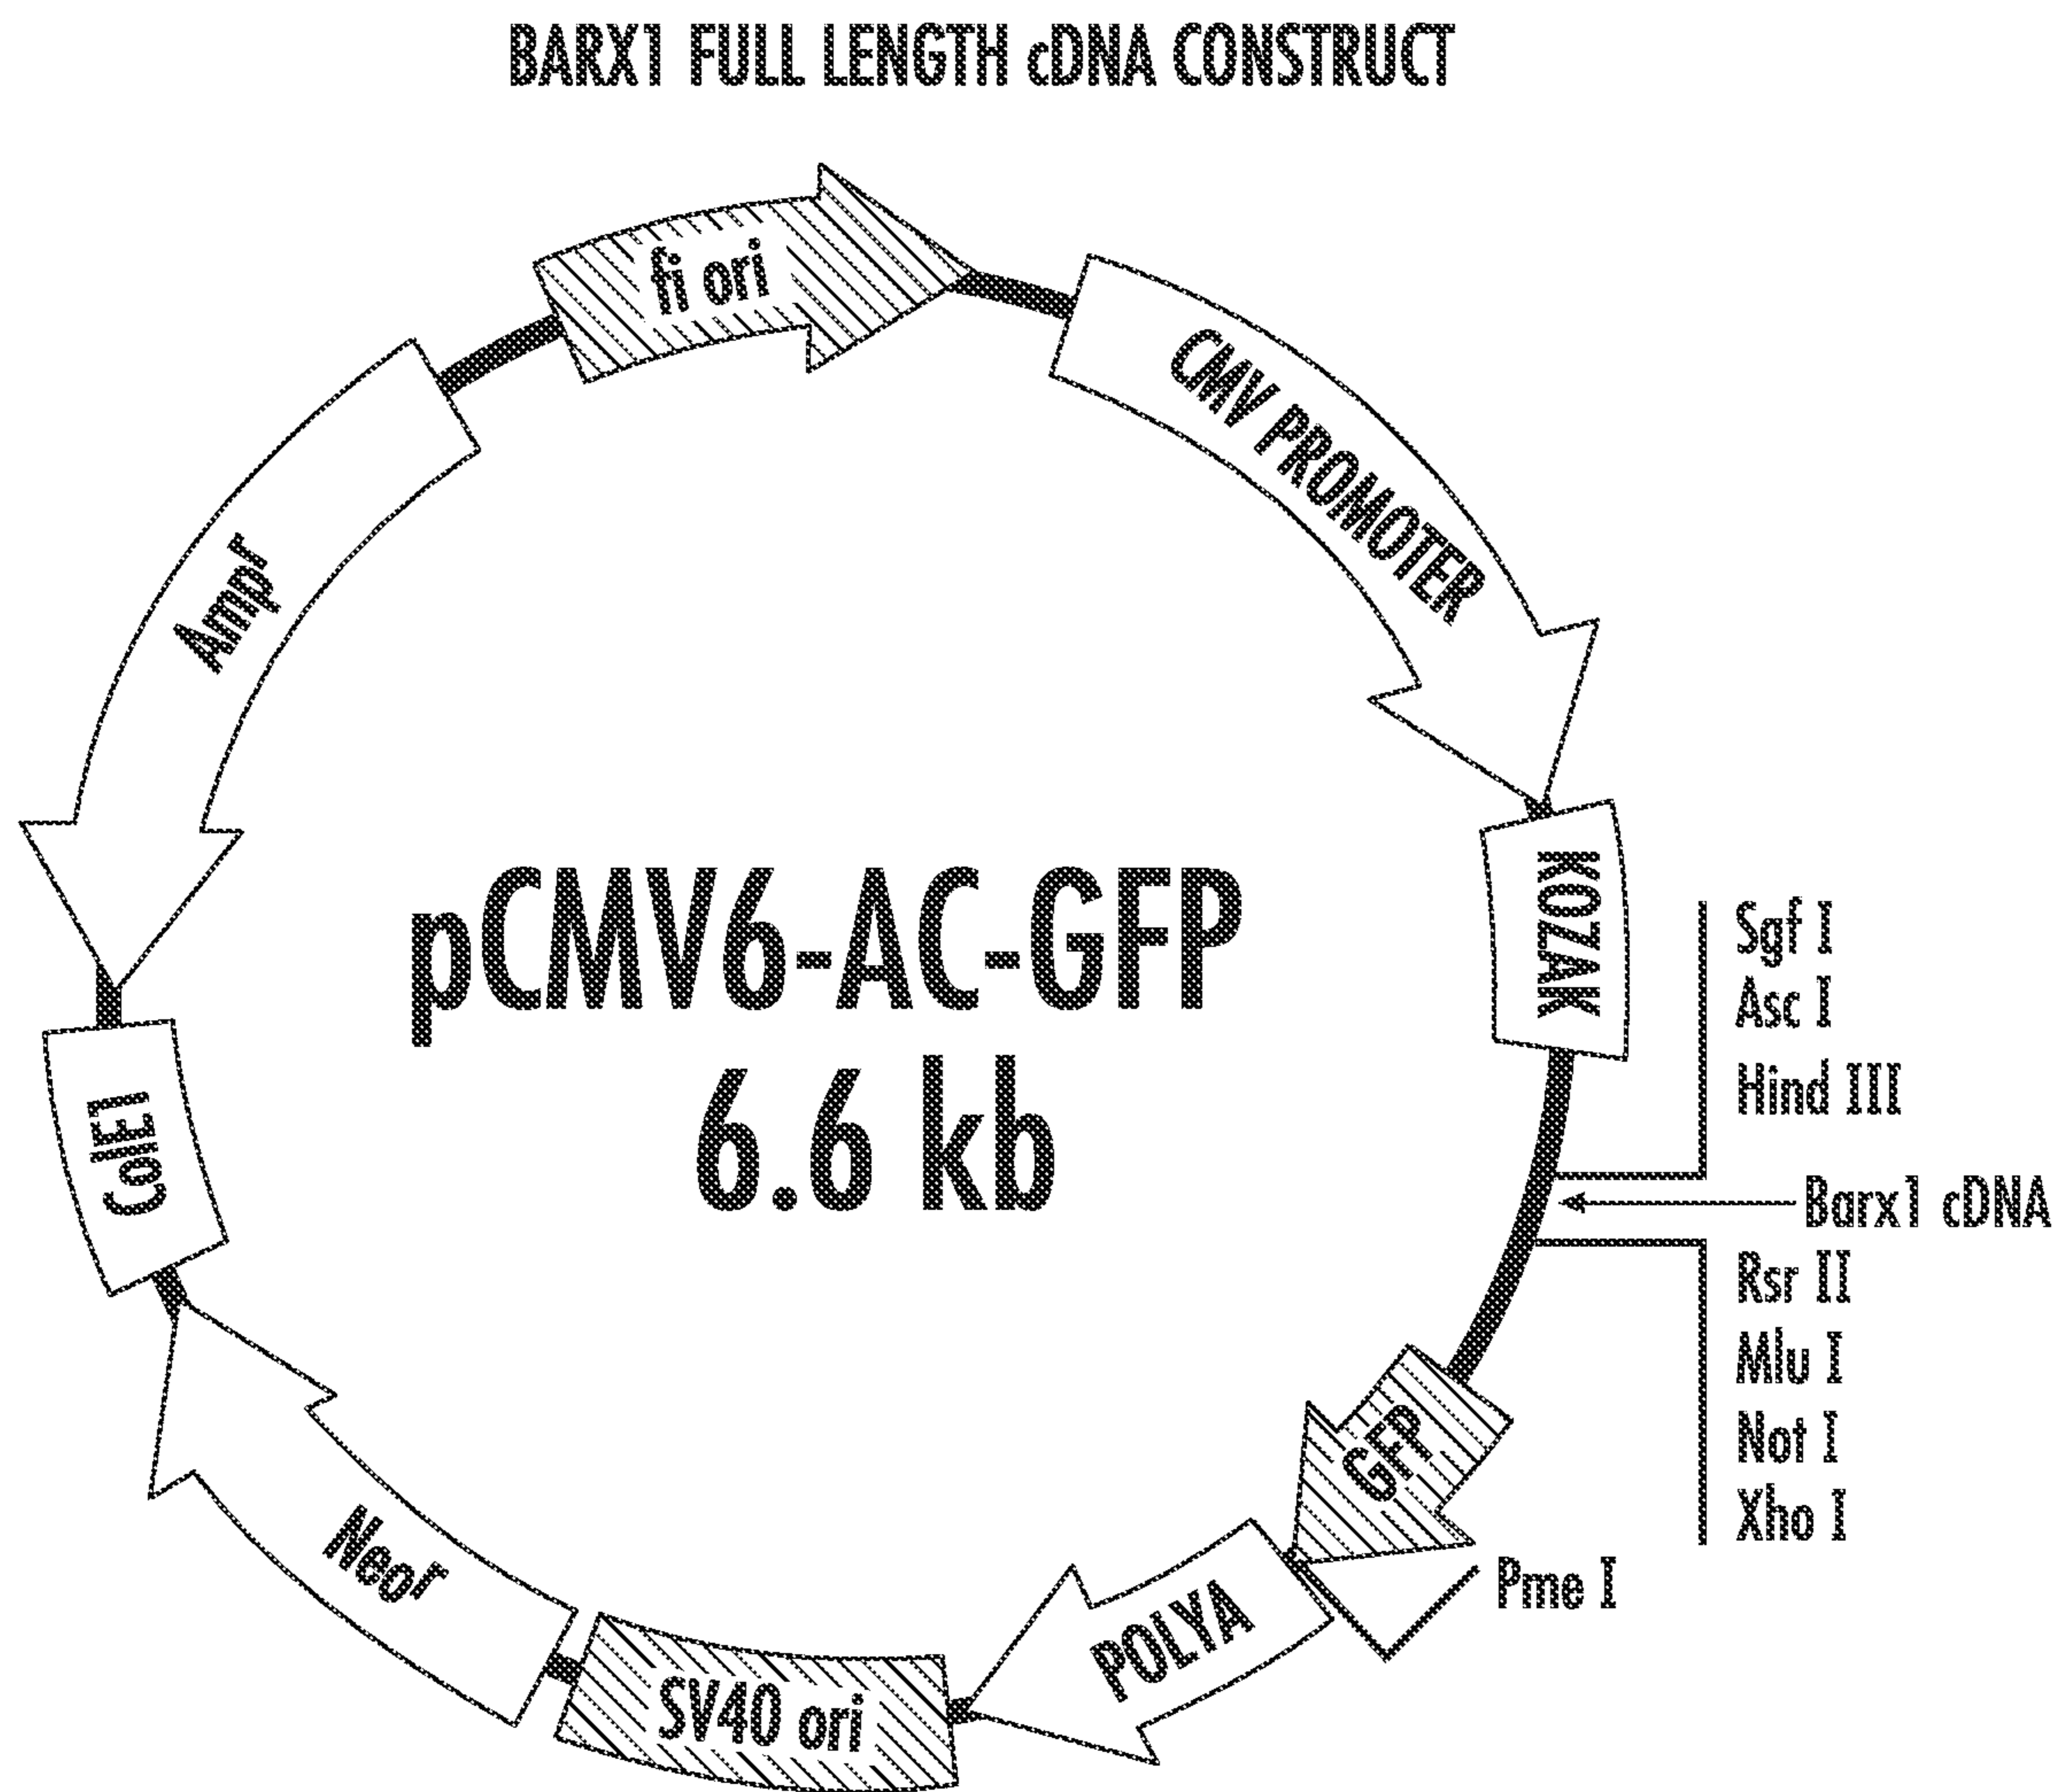 BARX1 FULL LENGTH cDNA CONSTRUCT
fi ori
CMV PROMOTER
Ampʳ
KOZAK
pCMV6-AC-GFP
6.6 kb
Sgf I
Asc I
Hind III
ColE1
Barx1 cDNA
Rsr II
Mlu I
Not I
Xho I
GFP
Pme I
Neoʳ
POLYA
SV40 ori